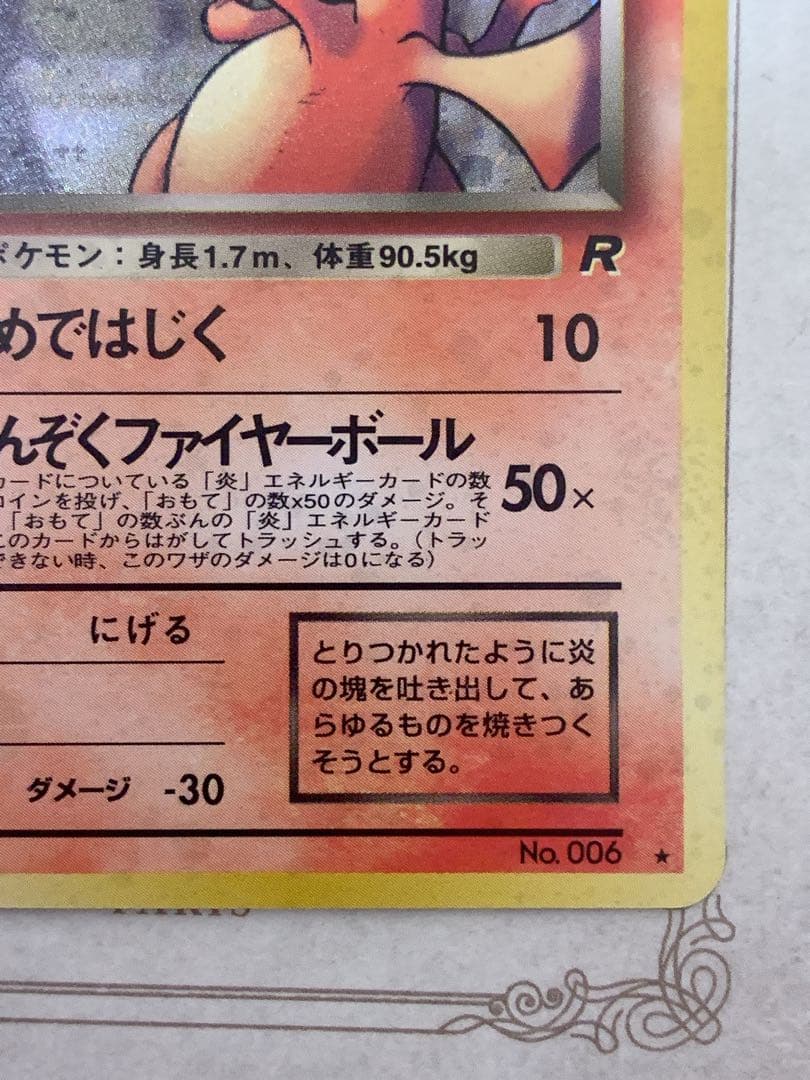 ポケモン：身長1.7m、体重90.5kg R
めではじく 10
んぞくファイヤーボール
カードについている「炎」エネルギーカードの数
コインを投げ、「おもて」の数x50のダメージ。そ
「おもて」の数ぶんの「炎」エネルギーカード
このカードからはがしてトラッシュする。（トラッ
できない時、このワザのダメージは0になる）
50×
にげる
とりつかれたように炎
の塊を吐き出して、あ
らゆるものを焼きつく
そうとする。
ダメージ -30
No. 006 ★
PARIS